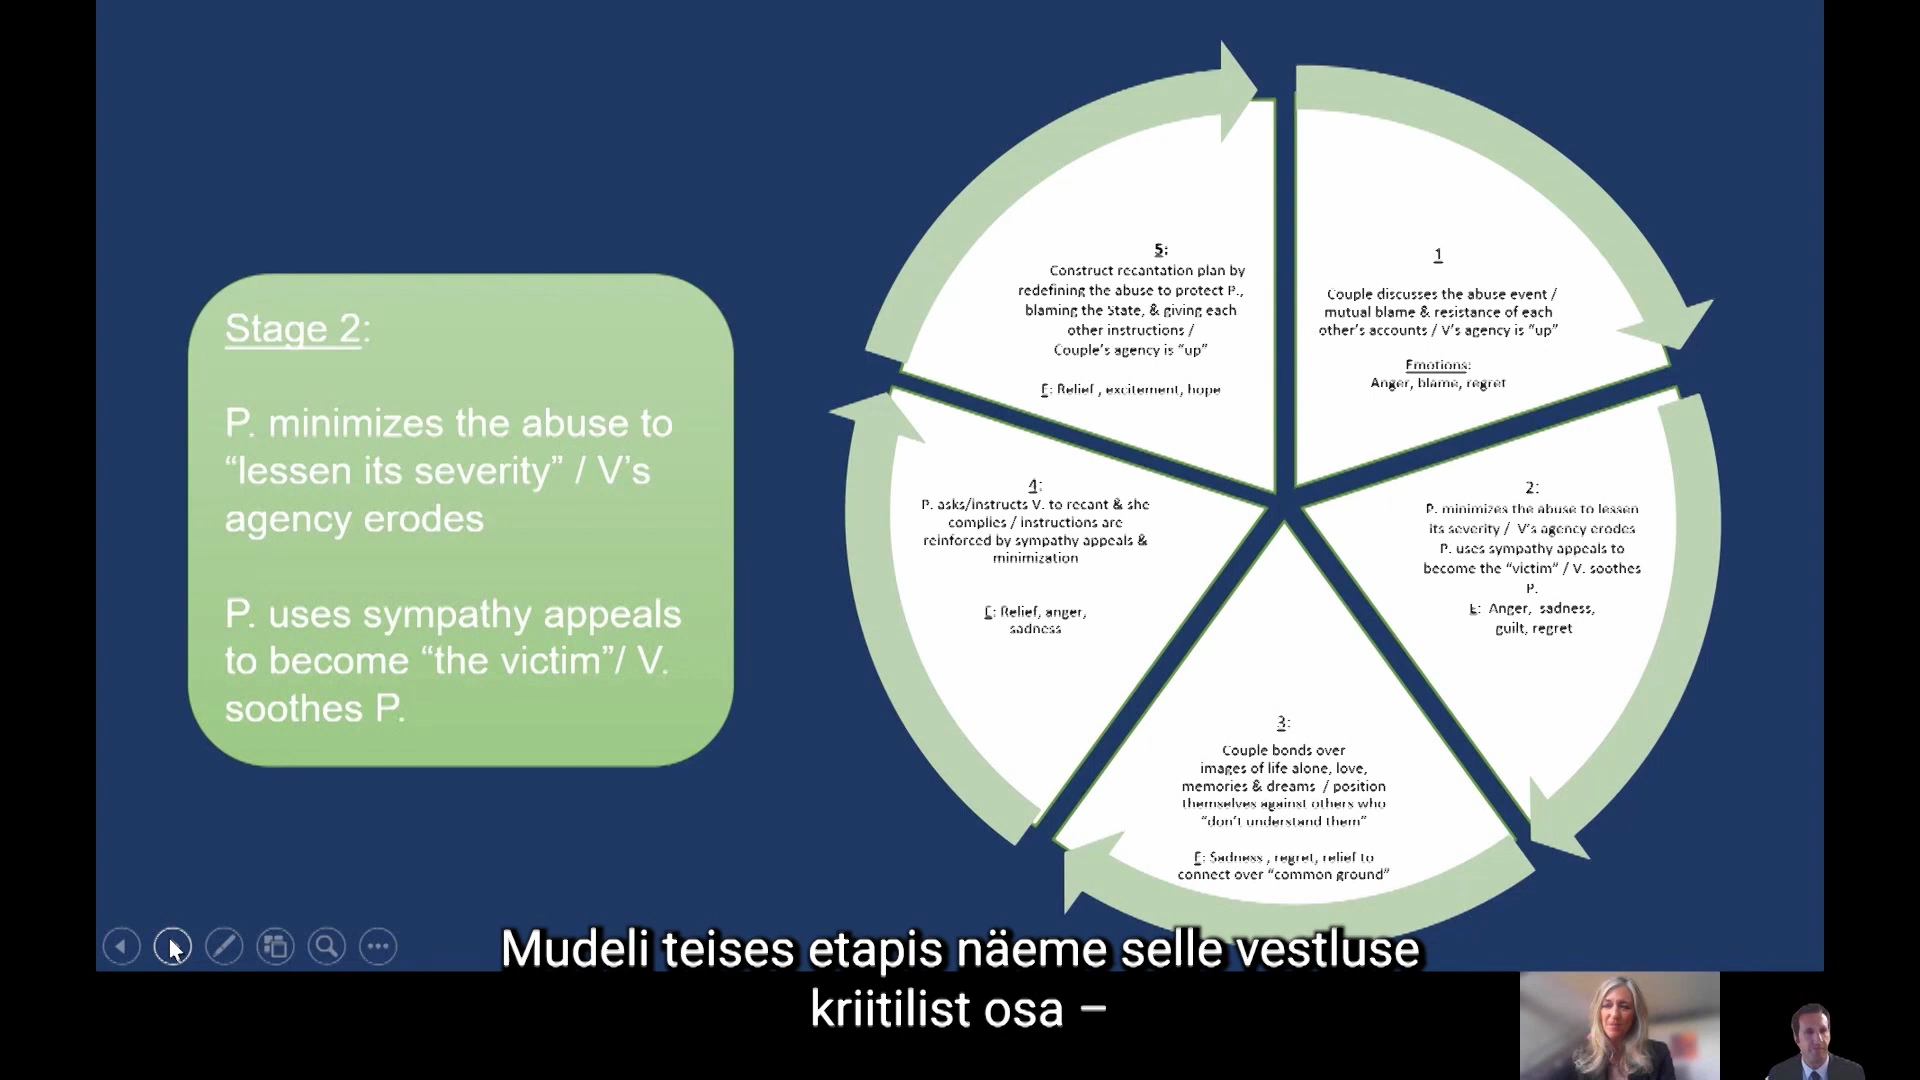 Stage 2:
P. minimizes the abuse to
“lessen its severity” / V’s
agency erodes
P. uses sympathy appeals
to become “the victim”/ V.
soothes P.
1
Couple discusses the abuse event /
mutual blame & resistance of each
other’s accounts / V’s agency is “up”
Emotions:
Anger, blame, regret
2:
P. minimizes the abuse to lessen
its severity / V’s agency erodes
P. uses sympathy appeals to
become the “victim” / V. soothes
P.
E: Anger, sadness,
guilt, regret
3:
Couple bonds over
images of life alone, love,
memories & dreams / position
themselves against others who
“don’t understand them”
E: Sadness , regret, relief to
connect over “common ground”
4:
P. asks/instructs V. to recant & she
complies / instructions are
reinforced by sympathy appeals &
minimization
E: Relief, anger,
sadness
5:
Construct recantation plan by
redefining the abuse to protect P.,
blaming the State, & giving each
other instructions /
Couple’s agency is “up”
E: Relief , excitement, hope
Mudeli teises etapis näeme selle vestluse
kriitilist osa –